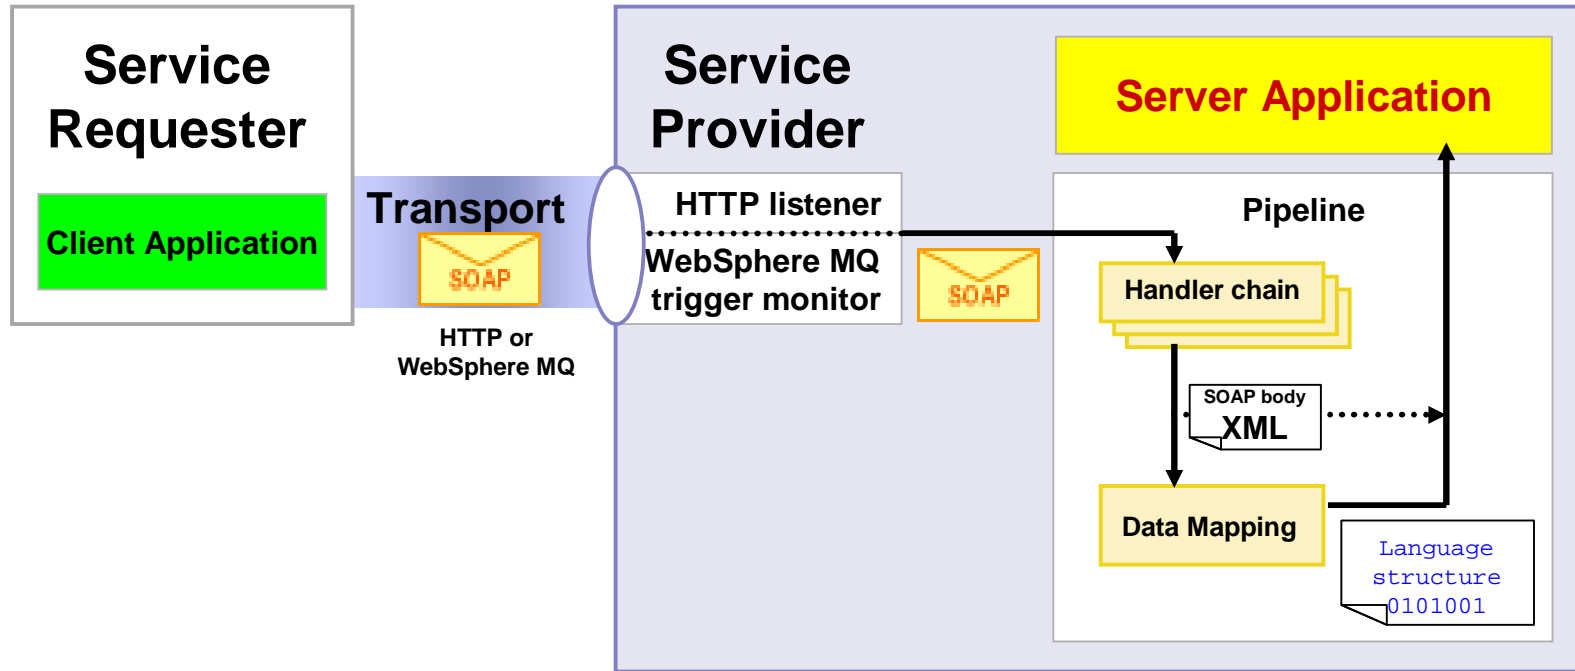 Service
Requester
Client Application
Transport
SOAP
HTTP or
WebSphere MQ
Service
Provider
HTTP listener
WebSphere MQ
trigger monitor
SOAP
Server Application
Pipeline
Handler chain
SOAP body
XML
Data Mapping
Language
structure
0101001